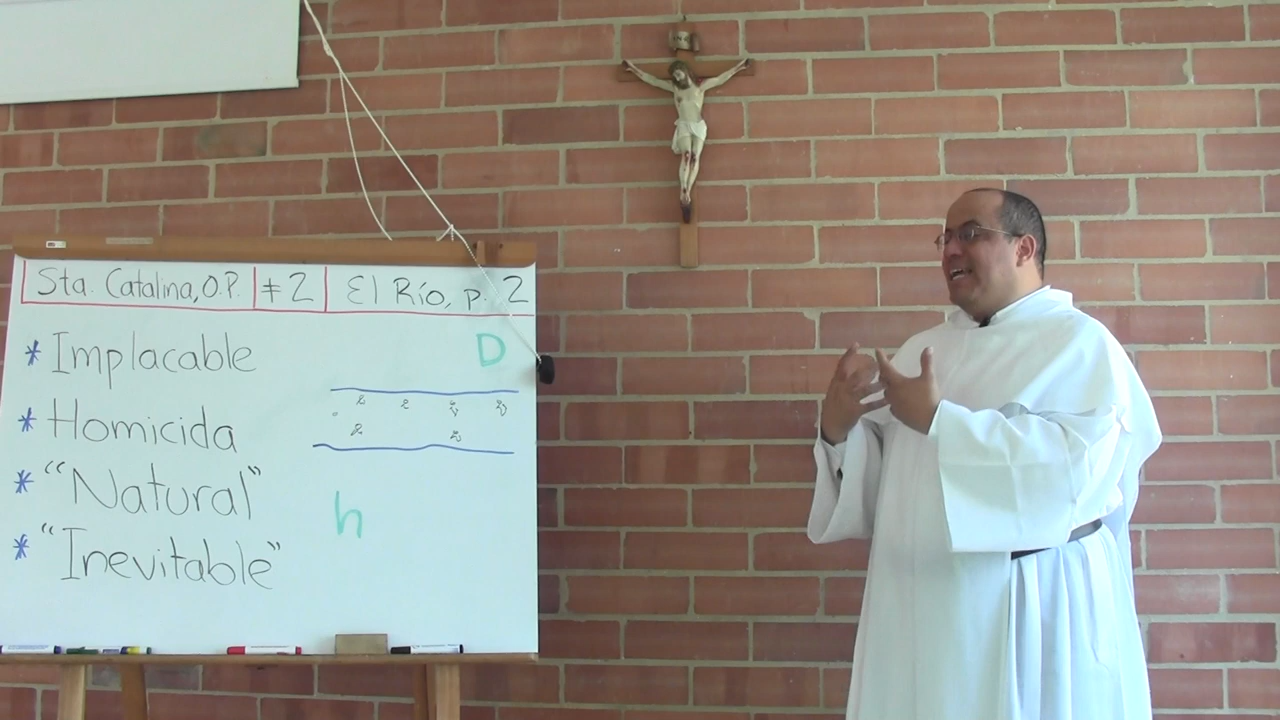 Sta. Catalina, O.P. #2 El Río, p. 2
* Implacable
D
* Homicida
* "Natural"
h
* "Inevitable"